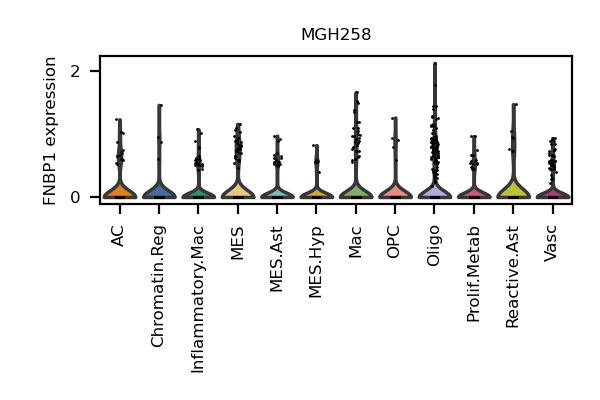 MGH258
FNBP1 expression
2
0
AC
Chromatin.Reg
Inflammatory.Mac
MES
MES.Ast
MES.Hyp
Mac
OPC
Oligo
Prolif.Metab
Reactive.Ast
Vasc